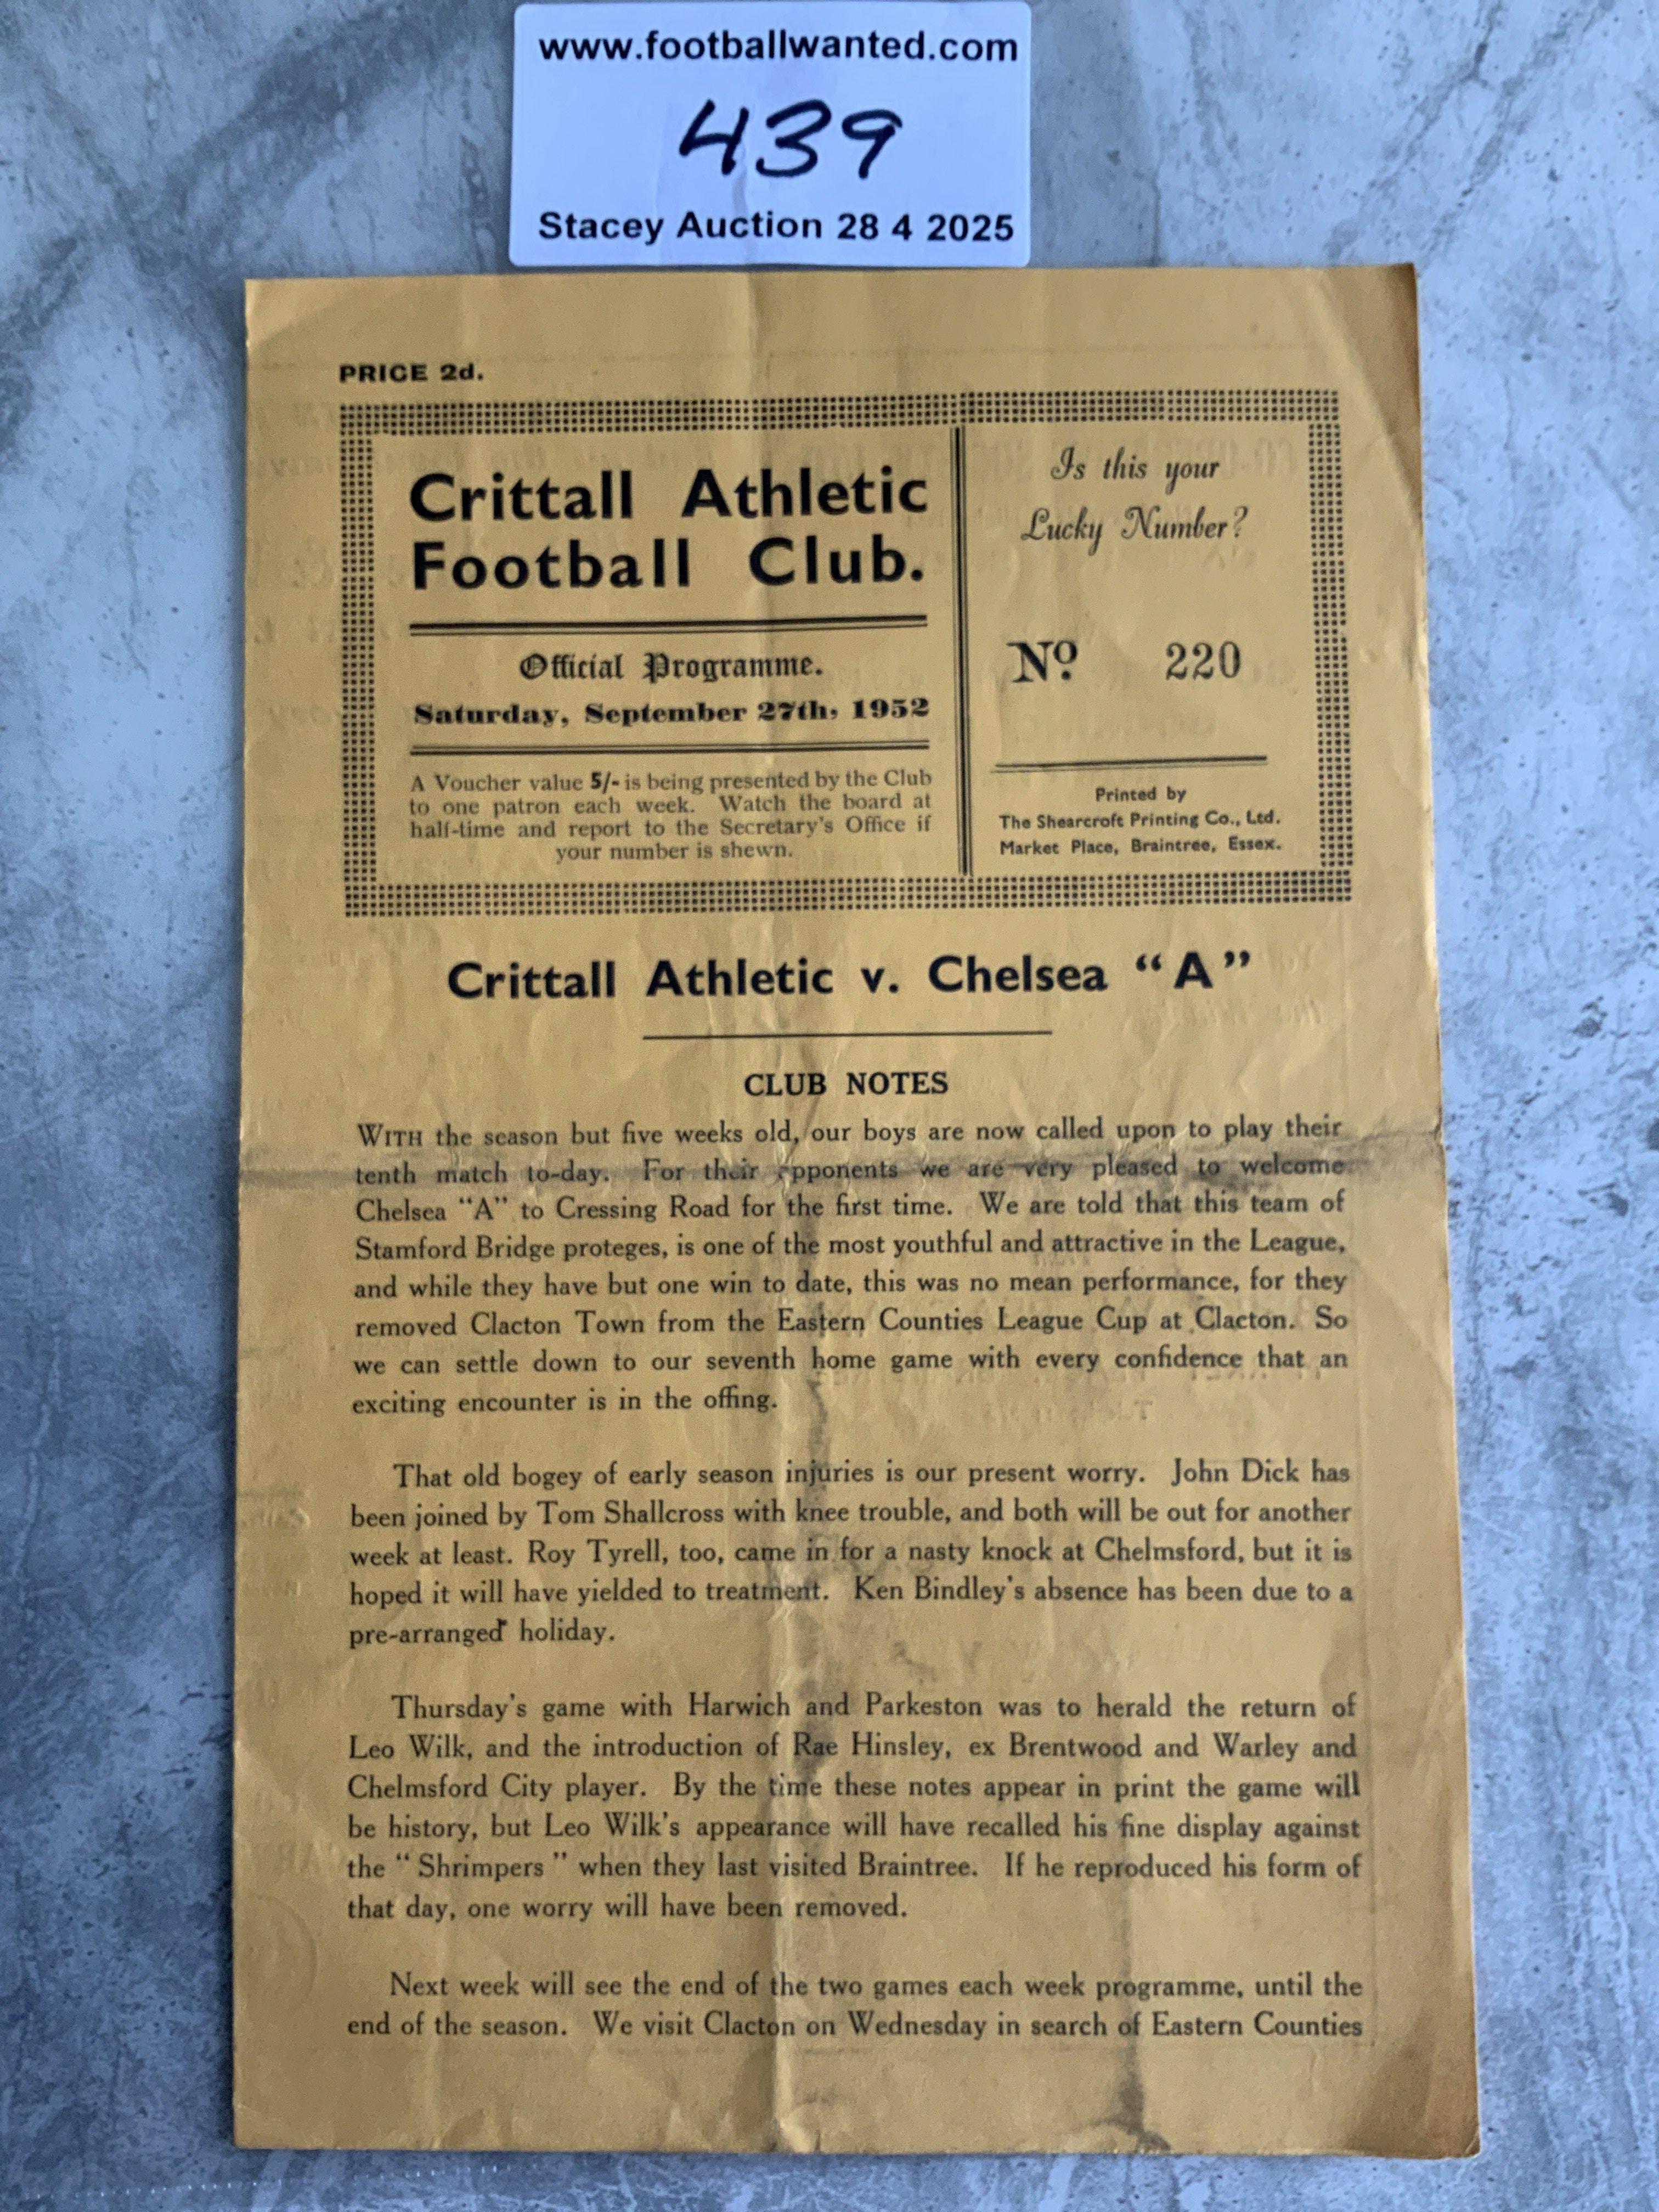 www.footballwanted.com
439
Stacey Auction 28 4 2025
PRICE 2d.
Crittall Athletic
Football Club.
Official Programme.
Saturday, September 27th, 1952
A Voucher value 5/- is being presented by the Club
to one patron each week. Watch the board at
half-time and report to the Secretary's Office if
your number is shewn.
Is this your
Lucky Number?
No 220
Printed by
The Shearcroft Printing Co., Ltd.
Market Place, Braintree, Essex.
Crittall Athletic v. Chelsea “A”
CLUB NOTES
WITH the season but five weeks old, our boys are now called upon to play their
tenth match to-day. For their opponents we are very pleased to welcome
Chelsea “A” to Cressing Road for the first time. We are told that this team of
Stamford Bridge proteges, is one of the most youthful and attractive in the League,
and while they have but one win to date, this was no mean performance, for they
removed Clacton Town from the Eastern Counties League Cup at Clacton. So
we can settle down to our seventh home game with every confidence that an
exciting encounter is in the offing.
That old bogey of early season injuries is our present worry. John Dick has
been joined by Tom Shallcross with knee trouble, and both will be out for another
week at least. Roy Tyrell, too, came in for a nasty knock at Chelmsford, but it is
hoped it will have yielded to treatment. Ken Bindley's absence has been due to a
pre-arranged holiday.
Thursday's game with Harwich and Parkeston was to herald the return of
Leo Wilk, and the introduction of Rae Hinsley, ex Brentwood and Warley and
Chelmsford City player. By the time these notes appear in print the game will
be history, but Leo Wilk's appearance will have recalled his fine display against
the “Shrimpers” when they last visited Braintree. If he reproduced his form of
that day, one worry will have been removed.
Next week will see the end of the two games each week programme, until the
end of the season. We visit Clacton on Wednesday in search of Eastern Counties